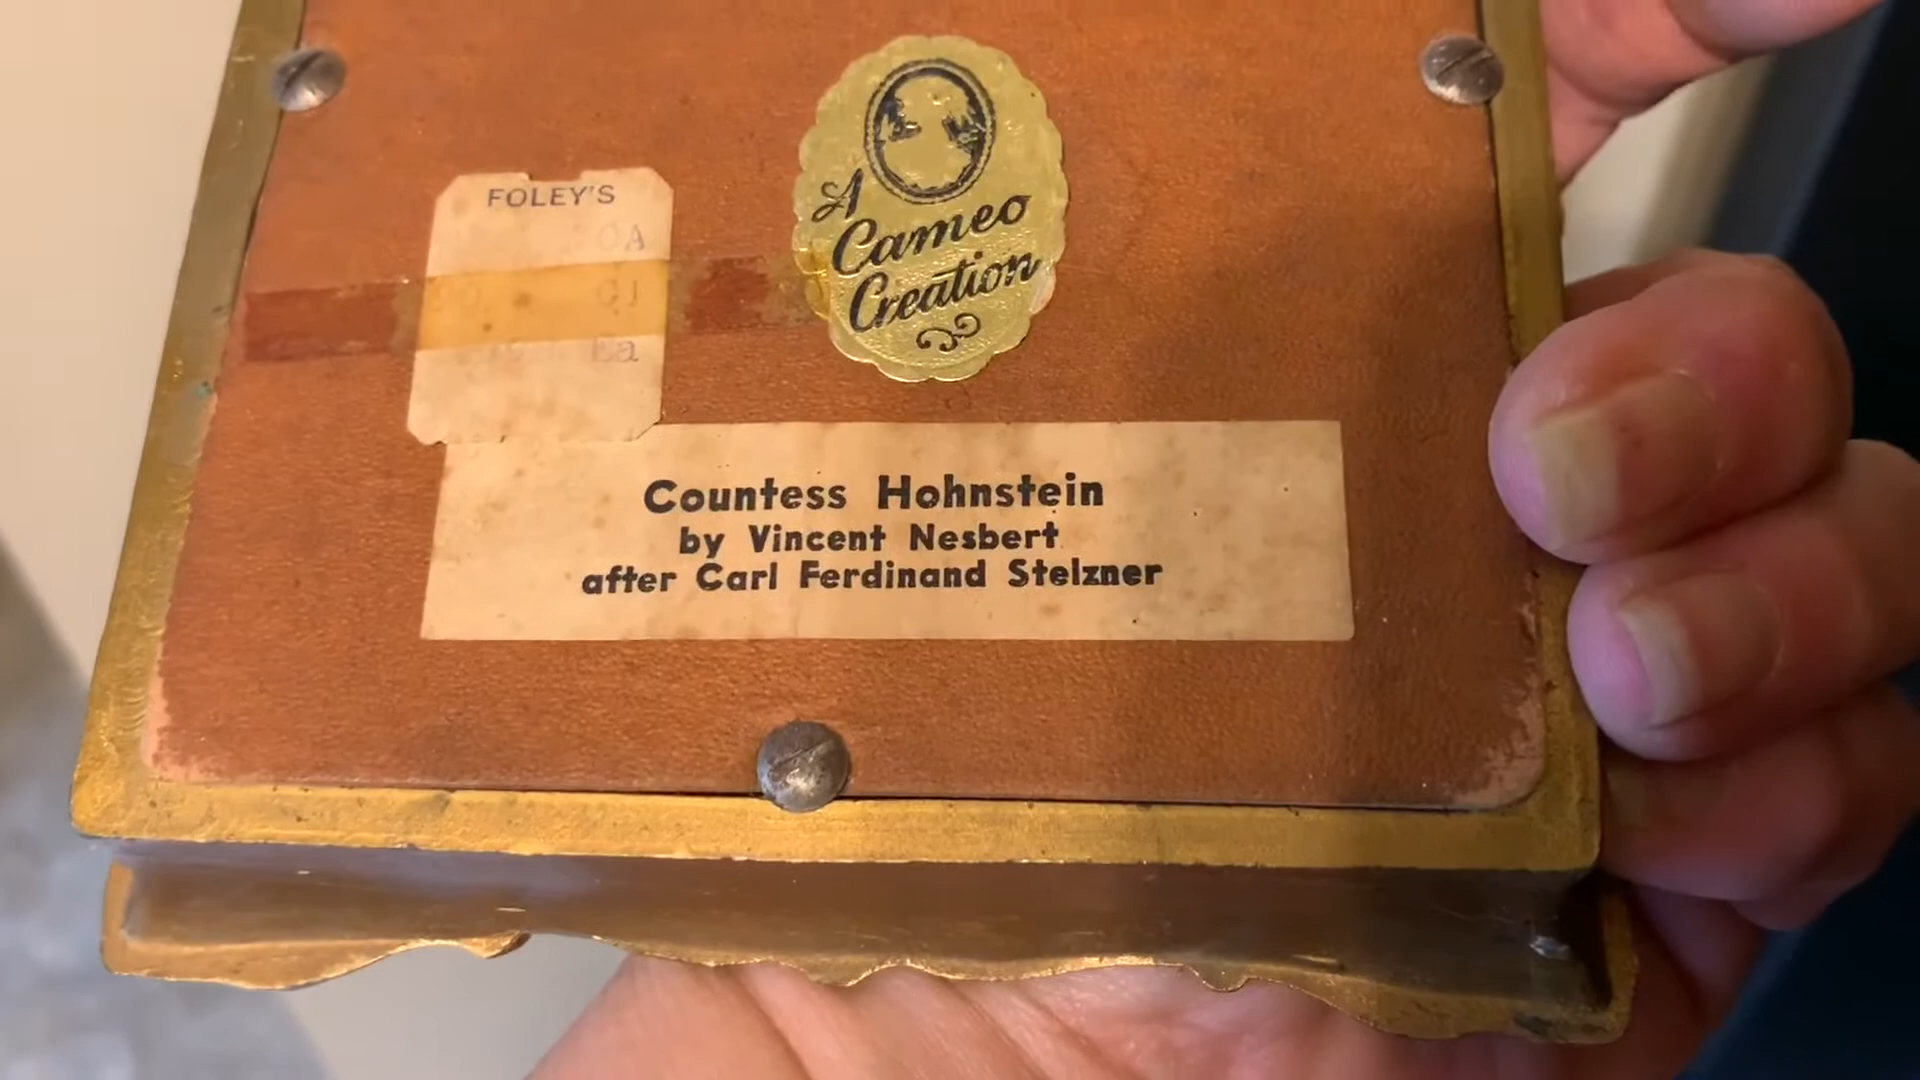 FOLEY'S
A
Cameo
Creation
Countess Hohnstein
by Vincent Nesbert
after Carl Ferdinand Stelzner